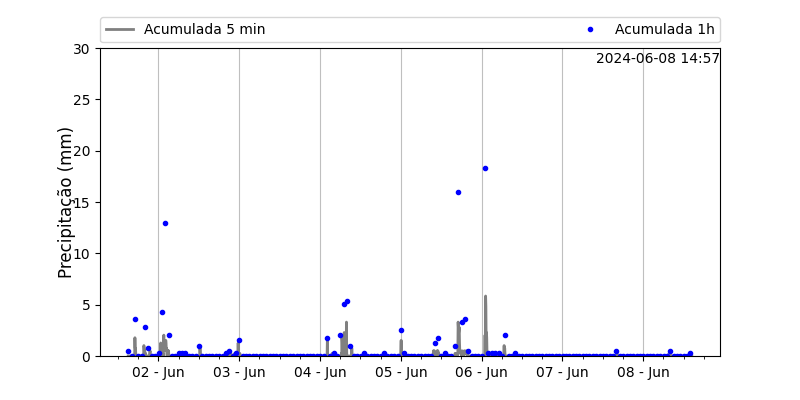 Acumulada 5 min
Acumulada 1h
2024-06-08 14:57
Precipitação (mm)
30
25
20
15
10
5
0
02 - Jun
03 - Jun
04 - Jun
05 - Jun
06 - Jun
07 - Jun
08 - Jun